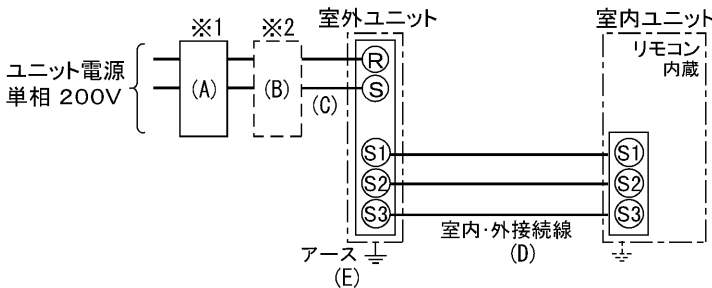 ※1
※2
室外ユニット
室内ユニット
ユニット電源
単相 200V
(A)
(B)
(C)
R
S
リモコン
内蔵
S1
S2
S3
S1
S2
S3
室内・外接続線
(D)
アース
(E)